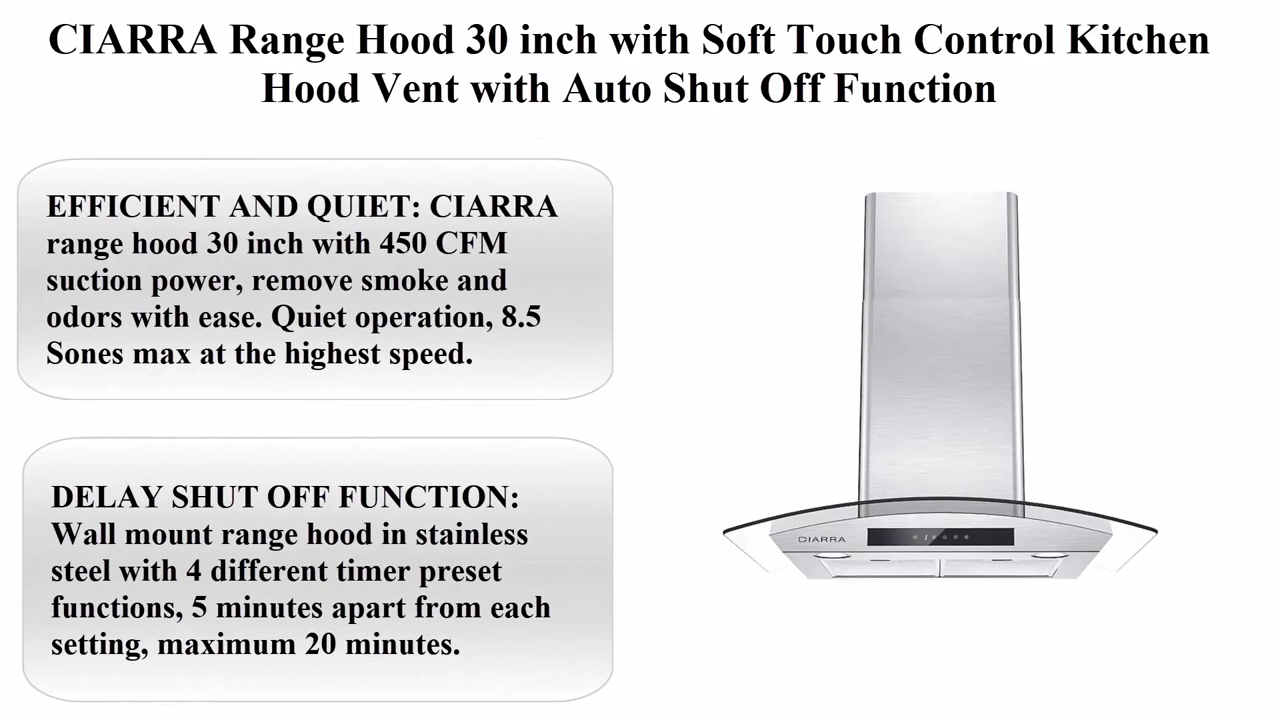 CIARRA Range Hood 30 inch with Soft Touch Control Kitchen
Hood Vent with Auto Shut Off Function
EFFICIENT AND QUIET: CIARRA
range hood 30 inch with 450 CFM
suction power, remove smoke and
odors with ease. Quiet operation, 8.5
Sones max at the highest speed.
DELAY SHUT OFF FUNCTION:
Wall mount range hood in stainless
steel with 4 different timer preset
functions, 5 minutes apart from each
setting, maximum 20 minutes.
CIARRA